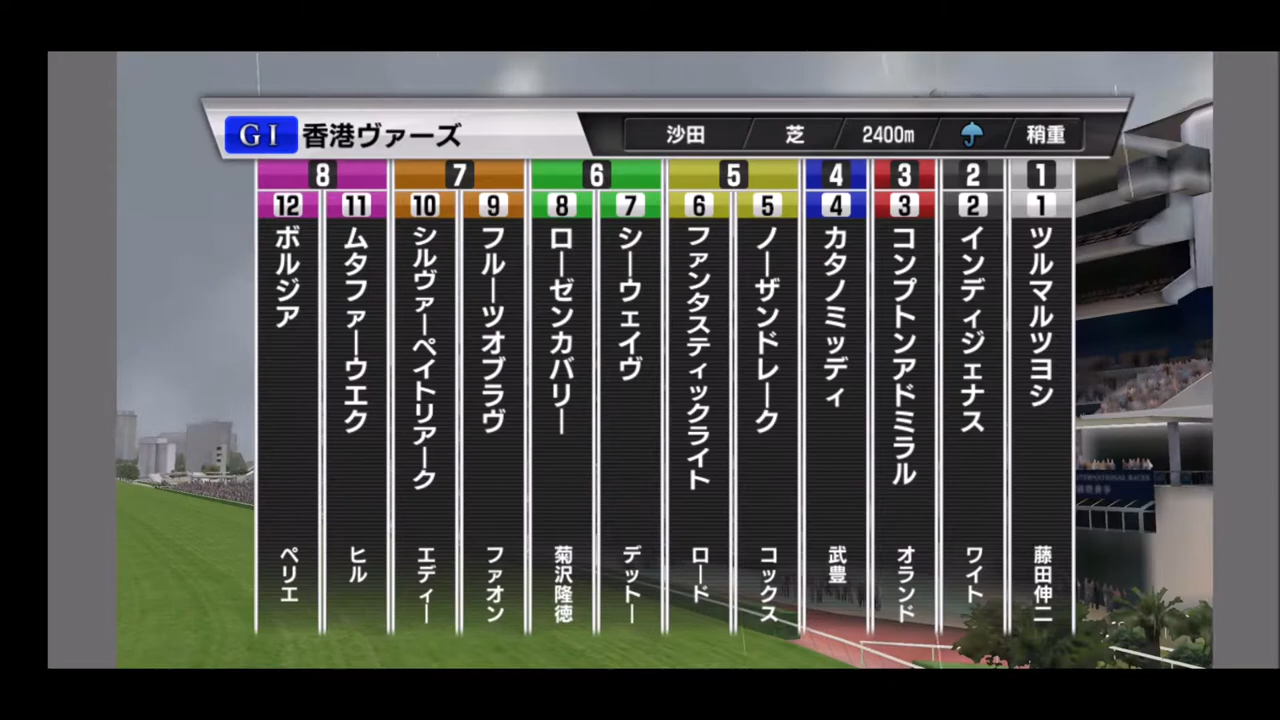 GI 香港ヴァーズ 沙田 芝 2400m 稍重
8 7 6 5 4 3 2 1
12 11 10 9 8 7 6 5 4 3 2 1
ツルマルツヨシ
藤田伸二
インディジェナス
ワイト
コンプトンアドミラル
オランド
カタノミッディ
武豊
ノーザンドレーク
コックス
ファンタスティックライト
ロード
シーウェイヴ
デットー
ローゼンカバリー
菊沢隆徳
フルーツオブラヴ
ファオン
シルヴァーペイトリアーク
エディー
ムタファーウエク
ヒル
ボルジア
ペリエ
INTERNATIONAL RACES